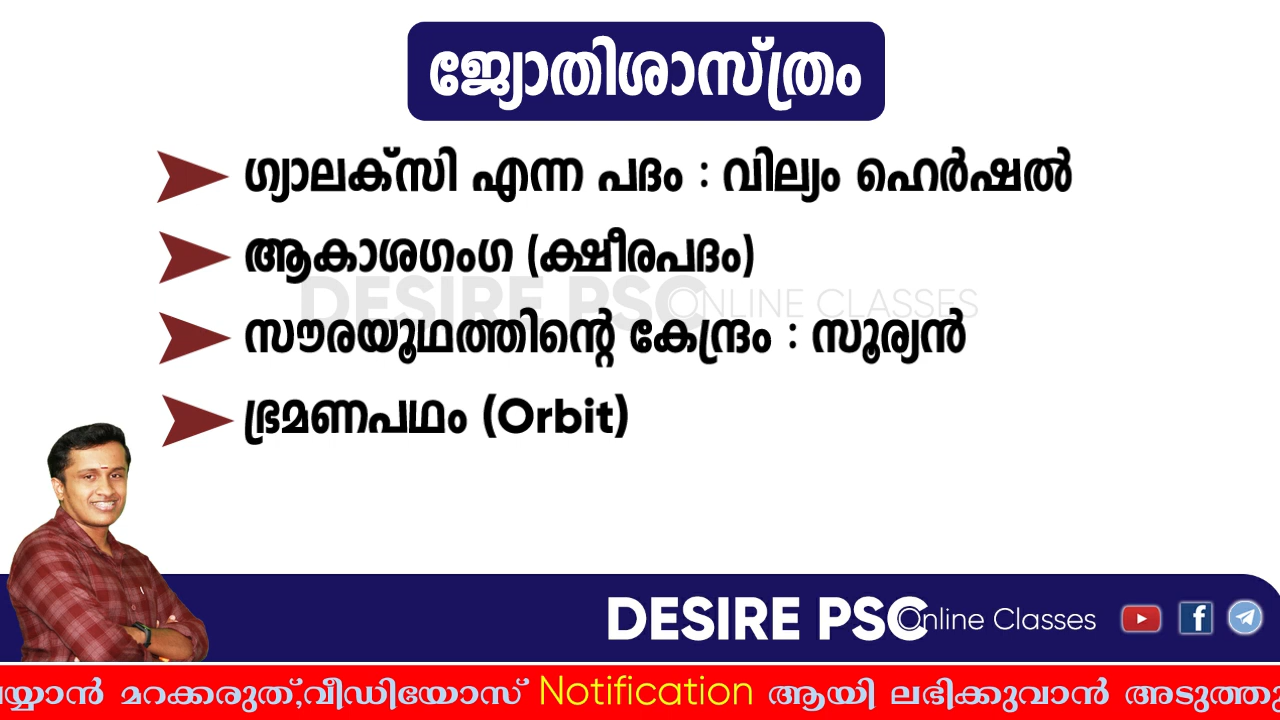 ജ്യോതിശാസ്ത്രം
ഗ്യാലക്സി എന്ന പദം : വില്യം ഹെർഷൽ
ആകാശഗംഗ (ക്ഷീരപദം)
DESIRE PSC ONLINE CLASSES
സൗരയൂഥത്തിന്റെ കേന്ദ്രം : സൂര്യൻ
ഭ്രമണപഥം (Orbit)
DESIRE PSC Online Classes
മറക്കരുത്,വീഡിയോസ് Notification ആയി ലഭിക്കുവാൻ